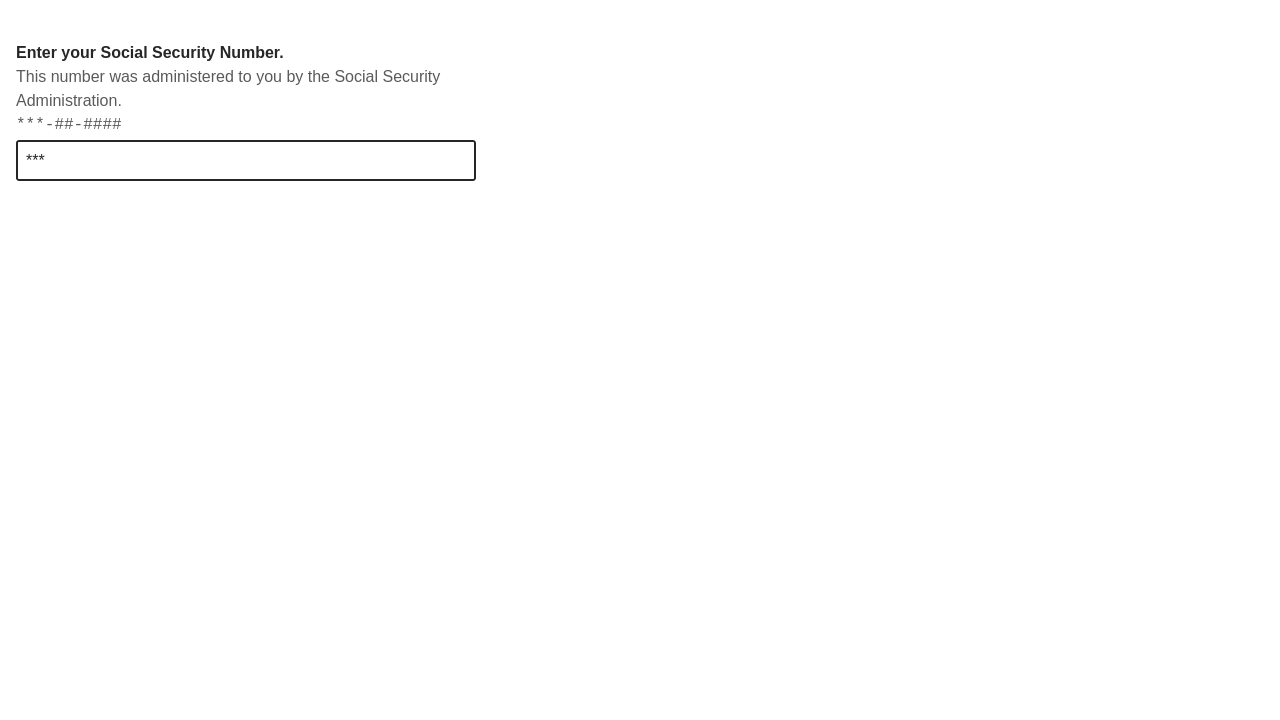 Enter your Social Security Number.
This number was administered to you by the Social Security
Administration.
***-##-####
***